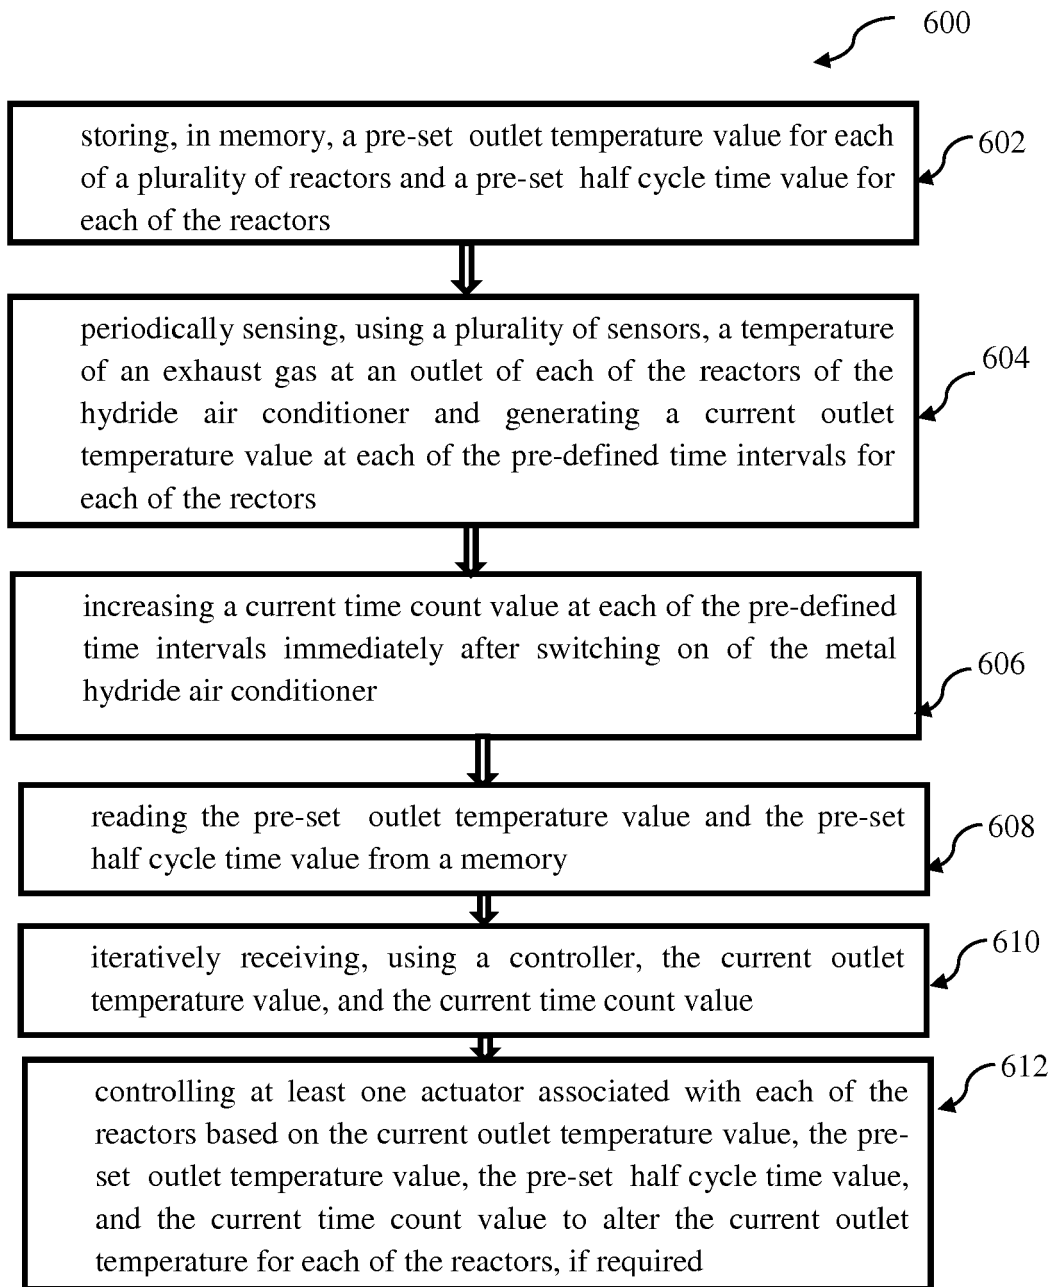 600
storing, in memory, a pre-set outlet temperature value for each
of a plurality of reactors and a pre-set half cycle time value for
each of the reactors
602
periodically sensing, using a plurality of sensors, a temperature
of an exhaust gas at an outlet of each of the reactors of the
hydride air conditioner and generating a current outlet
temperature value at each of the pre-defined time intervals for
each of the rectors
604
increasing a current time count value at each of the pre-defined
time intervals immediately after switching on of the metal
hydride air conditioner
606
reading the pre-set outlet temperature value and the pre-set
half cycle time value from a memory
608
iteratively receiving, using a controller, the current outlet
temperature value, and the current time count value
610
controlling at least one actuator associated with each of the
reactors based on the current outlet temperature value, the pre-
set outlet temperature value, the pre-set half cycle time value,
and the current time count value to alter the current outlet
temperature for each of the reactors, if required
612